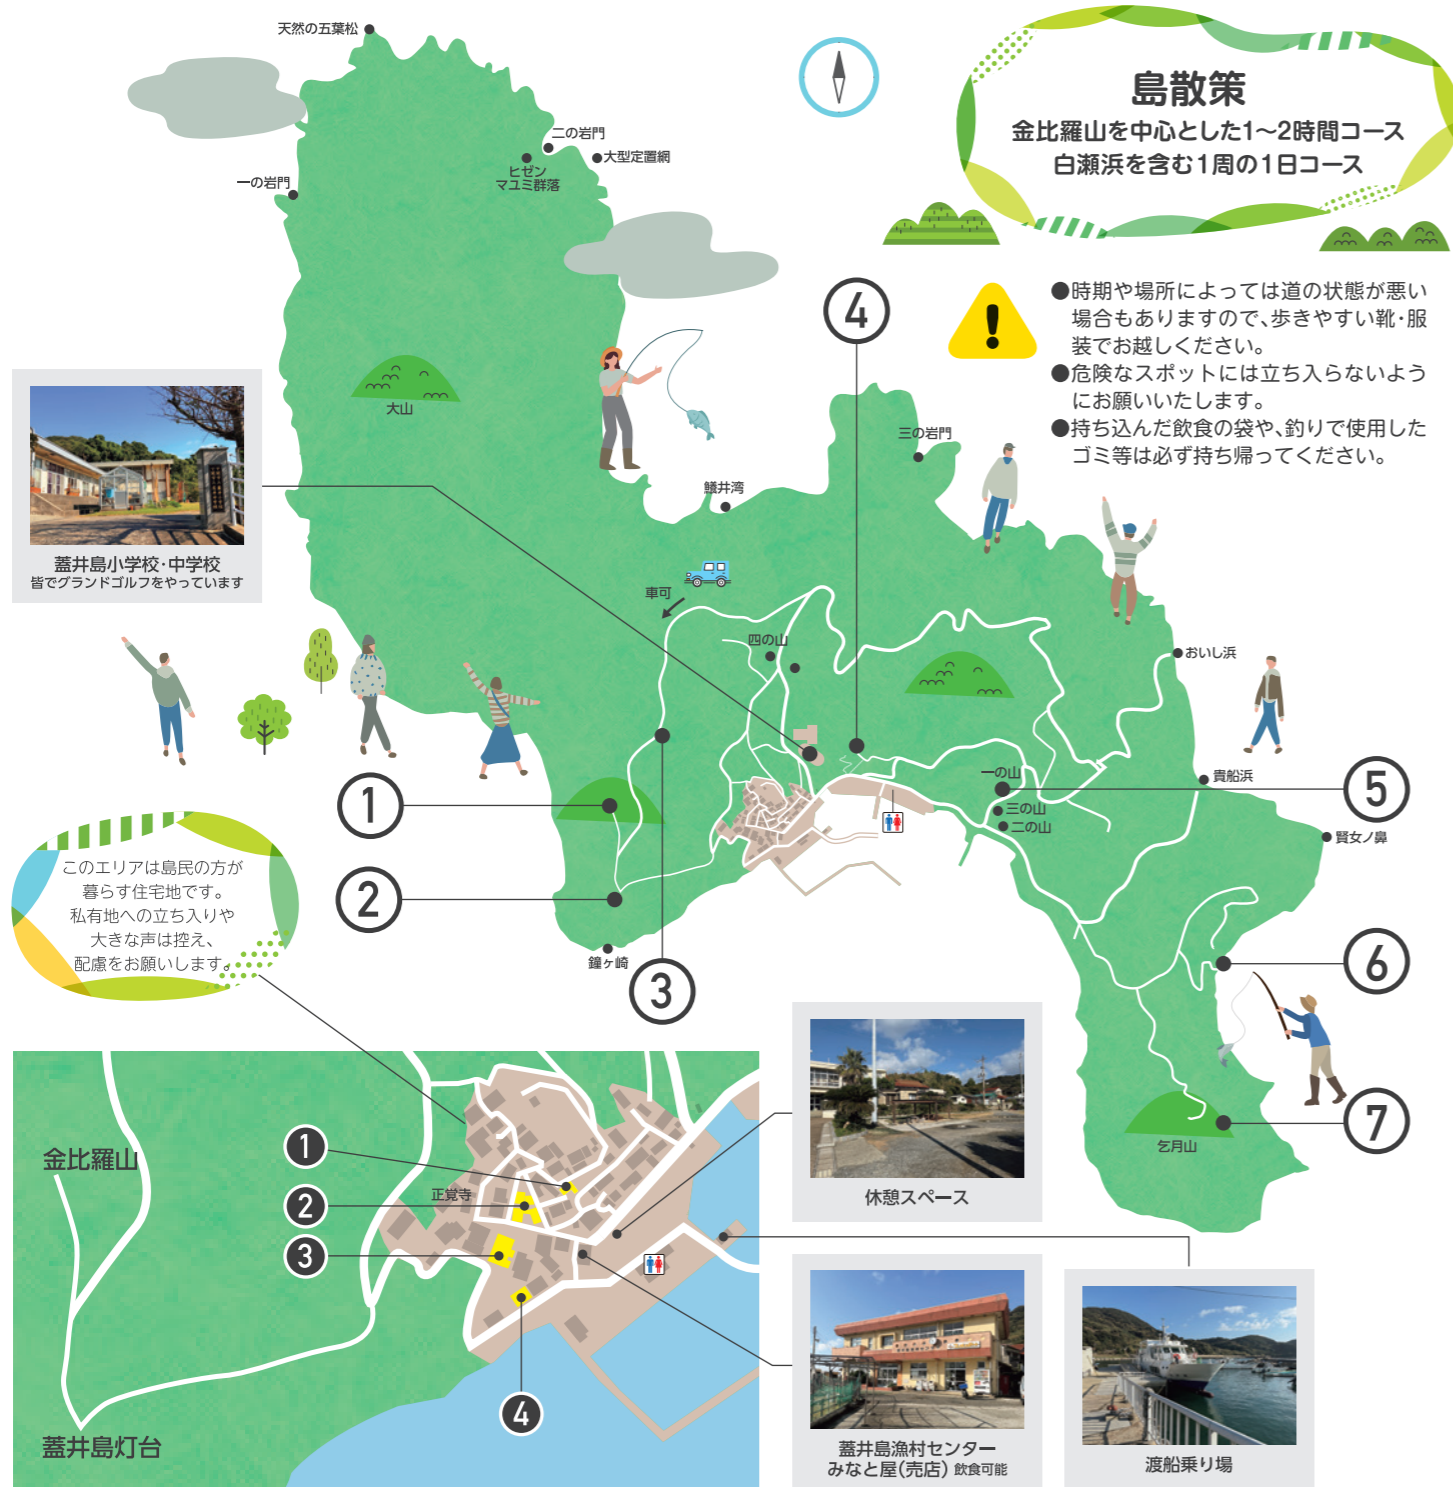 島散策
金比羅山を中心とした1〜2時間コース
白瀬浜を含む1周の1日コース
●時期や場所によっては道の状態が悪い
場合もありますので、歩きやすい靴・服
装でお越しください。
●危険なスポットには立ち入らないよう
にお願いいたします。
●持ち込んだ飲食の袋や、釣りで使用した
ゴミ等は必ず持ち帰ってください。
天然の五葉松
二の岩門
大型定置網
ヒゼン
マユミ群落
一の岩門
大山
三の岩門
鱶井湾
車可
四の山
おいし浜
貴船浜
賢女ノ鼻
一の山
三の山
二の山
鐘ヶ崎
乞月山
1
2
3
4
5
6
7
蓋井島小学校・中学校
皆でグランドゴルフをやっています
このエリアは島民の方が
暮らす住宅地です。
私有地への立ち入りや
大きな声は控え、
配慮をお願いします。
金比羅山
蓋井島灯台
正覚寺
1
2
3
4
休憩スペース
蓋井島漁村センター
みなと屋(売店) 飲食可能
渡船乗り場